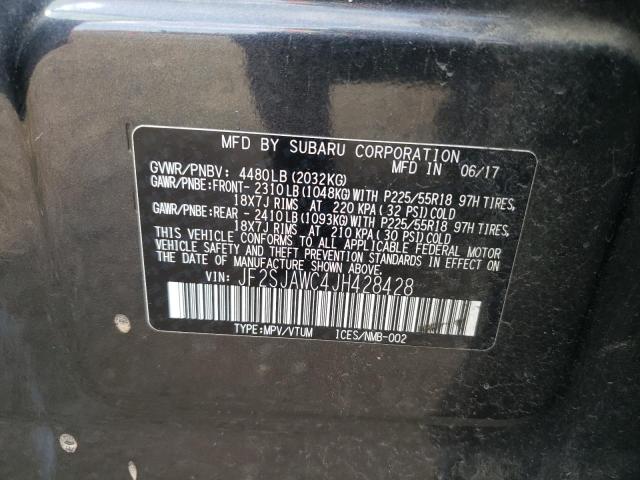 MFD BY SUBARU CORPORATION
GVWR/PNBV: 4480LB(2032KG) MFD IN 06/17
GAWR/PNBE:FRONT-2310LB(1048KG)WITH P225/55R18 97H TIRES,
18X7J RIMS AT 220 KPA(32 PSI)COLD
GAWR/PNBE:REAR -2410LB(1093KG)WITH P225/55R18 97H TIRES,
18X7J RIMS AT 210 KPA(30 PSI)COLD
THIS VEHICLE CONFORMS TO ALL APPLICABLE FEDERAL MOTOR
VEHICLE SAFETY AND THEFT PREVENTION STANDARDS IN EFFECT ON
THE DATE OF MANUFACTURE SHOWN ABOVE.
VIN: JF2SJAWC4JH428428
TYPE:MPV/VTUM ICES/NMB-002